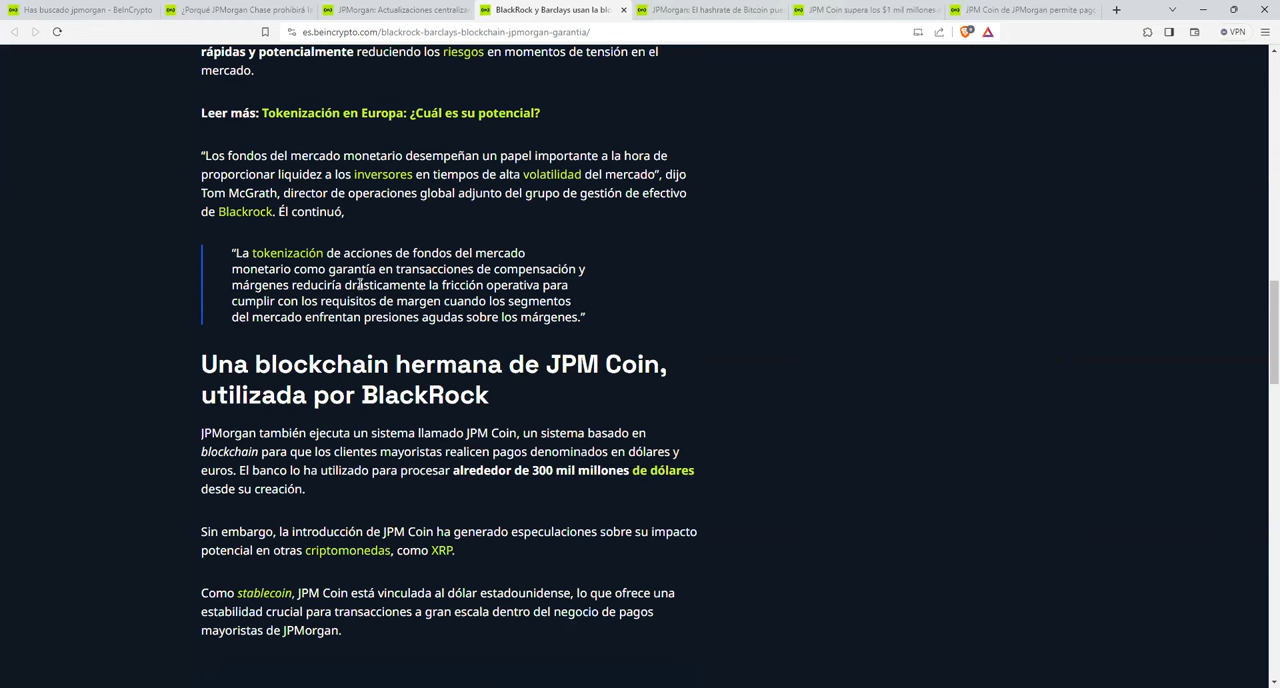 Has buscado jpmorgan - BeInCrypto
¿Porqué JPMorgan Chase prohibirá l
JPMorgan: Actualizaciones centraliza
BlackRock y Barclays usan la blo
JPMorgan: El hashrate de Bitcoin pue
JPM Coin supera los $1 mil millones
JPM Coin de JPMorgan permite pago
es.beincrypto.com/blackrock-barclays-blockchain-jpmorgan-garantia/
VPN
rápidas y potencialmente reduciendo los riesgos en momentos de tensión en el
mercado.
Leer más: Tokenización en Europa: ¿Cuál es su potencial?
“Los fondos del mercado monetario desempeñan un papel importante a la hora de
proporcionar liquidez a los inversores en tiempos de alta volatilidad del mercado”, dijo
Tom McGrath, director de operaciones global adjunto del grupo de gestión de efectivo
de Blackrock. Él continuó,
“La tokenización de acciones de fondos del mercado
monetario como garantía en transacciones de compensación y
márgenes reduciría drásticamente la fricción operativa para
cumplir con los requisitos de margen cuando los segmentos
del mercado enfrentan presiones agudas sobre los márgenes.”
Una blockchain hermana de JPM Coin,
utilizada por BlackRock
JPMorgan también ejecuta un sistema llamado JPM Coin, un sistema basado en
blockchain para que los clientes mayoristas realicen pagos denominados en dólares y
euros. El banco lo ha utilizado para procesar alrededor de 300 mil millones de dólares
desde su creación.
Sin embargo, la introducción de JPM Coin ha generado especulaciones sobre su impacto
potencial en otras criptomonedas, como XRP.
Como stablecoin, JPM Coin está vinculada al dólar estadounidense, lo que ofrece una
estabilidad crucial para transacciones a gran escala dentro del negocio de pagos
mayoristas de JPMorgan.